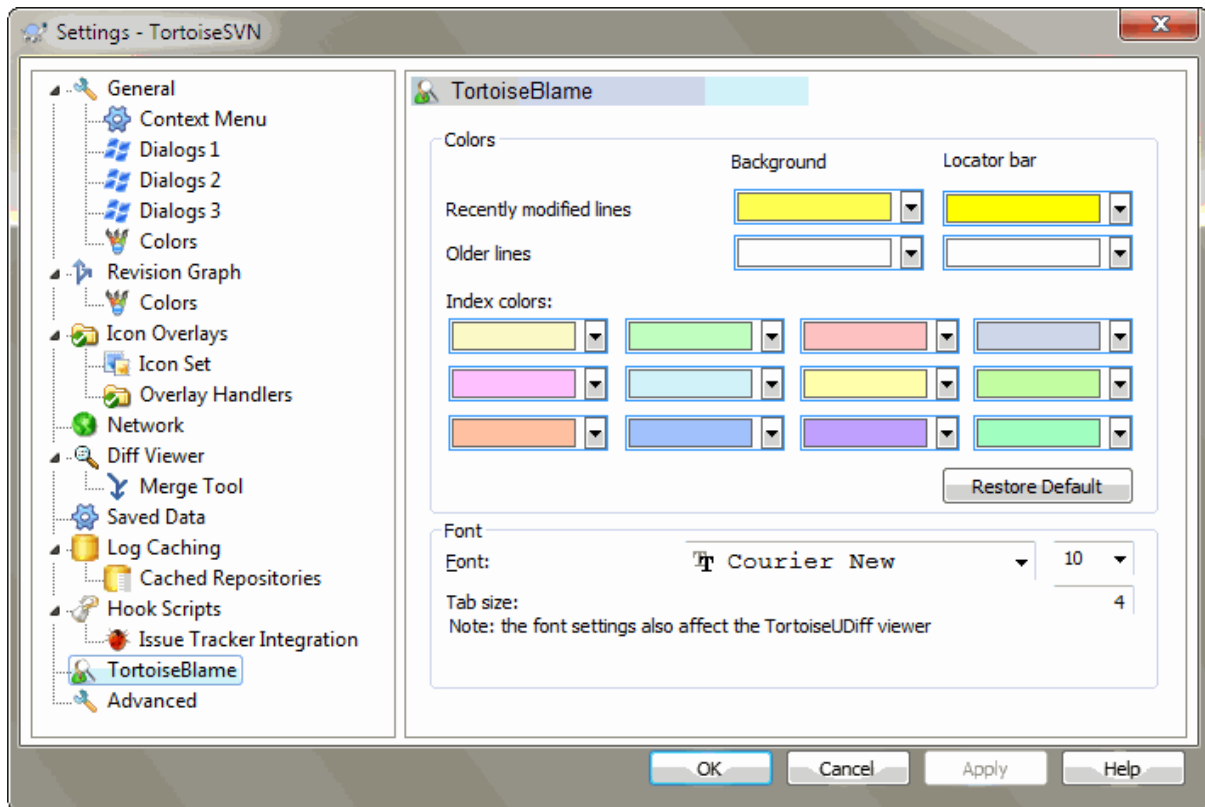 Settings - TortoiseSVN
X
General
Context Menu
Dialogs 1
Dialogs 2
Dialogs 3
Colors
Revision Graph
Colors
Icon Overlays
Icon Set
Overlay Handlers
Network
Diff Viewer
Merge Tool
Saved Data
Log Caching
Cached Repositories
Hook Scripts
Issue Tracker Integration
TortoiseBlame
Advanced
TortoiseBlame
Colors
Background Locator bar
Recently modified lines
Older lines
Index colors:
Restore Default
Font
Font: Courier New 10
Tab size: 4
Note: the font settings also affect the TortoiseUDiff viewer
OK Cancel Apply Help